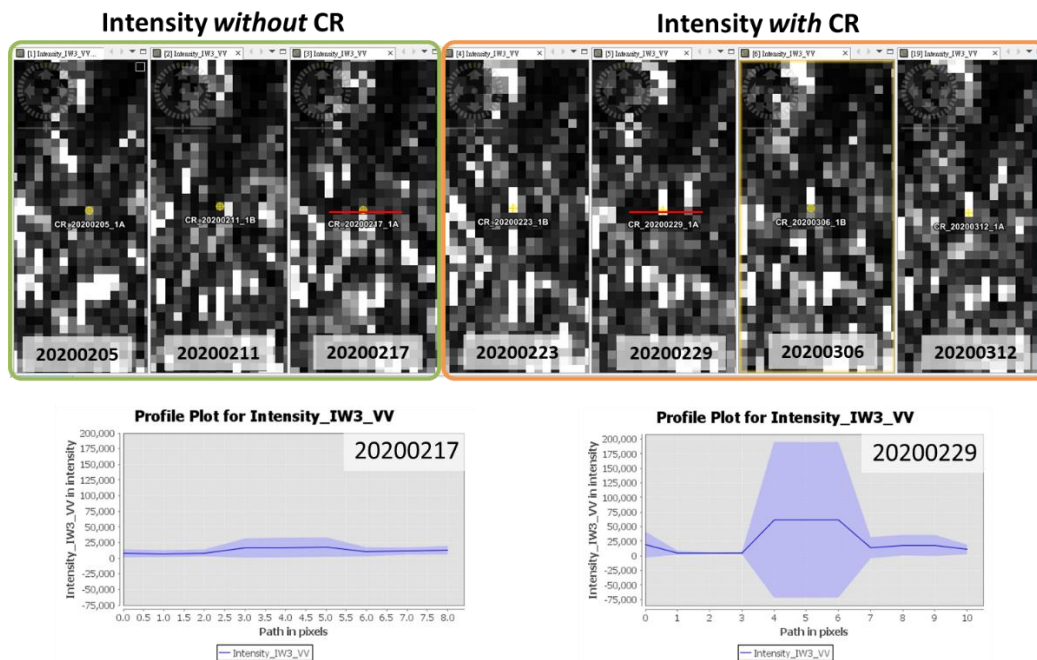 Intensity without CR
Intensity with CR
[1] Intensity_IW3_VV...
[2] Intensity_IW3_VV
[3] Intensity_IW3_VV
[4] Intensity_IW3_VV
[5] Intensity_IW3_VV
[6] Intensity_IW3_VV
[19] Intensity_IW3_VV
CR_20200205_1A
CR_20200211_1B
CR_20200217_1A
CR_20200223_1B
CR_20200229_1A
CR_20200306_1B
CR_20200312_1A
20200205
20200211
20200217
20200223
20200229
20200306
20200312
Profile Plot for Intensity_IW3_VV
20200217
Intensity_IW3_VV in intensity
200,000
175,000
150,000
125,000
100,000
75,000
50,000
25,000
0
-25,000
-50,000
-75,000
0.0 0.5 1.0 1.5 2.0 2.5 3.0 3.5 4.0 4.5 5.0 5.5 6.0 6.5 7.0 7.5 8.0
Path in pixels
Intensity_IW3_VV
Profile Plot for Intensity_IW3_VV
20200229
Intensity_IW3_VV in intensity
200,000
175,000
150,000
125,000
100,000
75,000
50,000
25,000
0
-25,000
-50,000
-75,000
0 1 2 3 4 5 6 7 8 9 10
Path in pixels
Intensity_IW3_VV